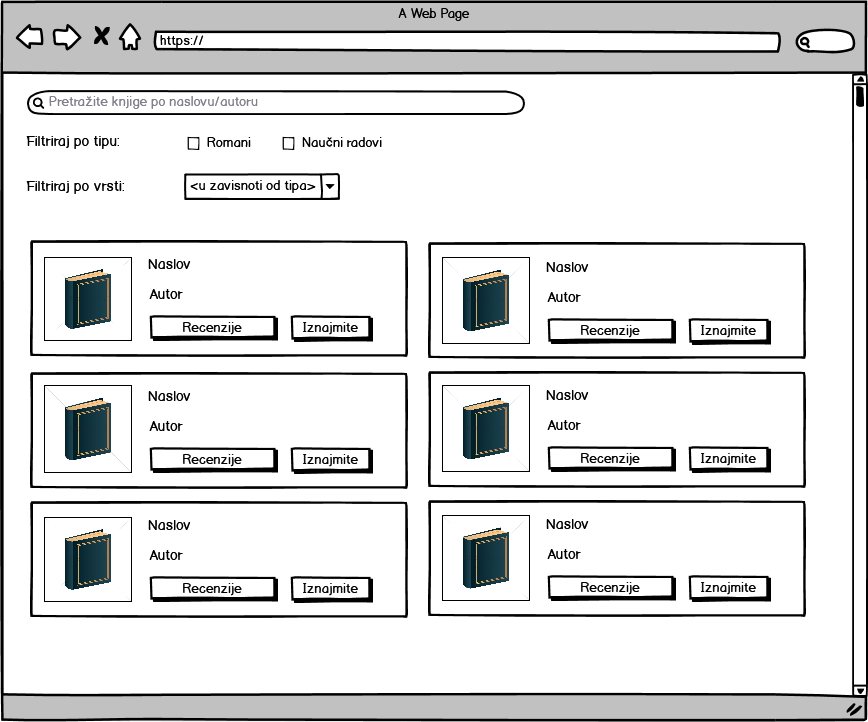 A Web Page
https://
Pretražite knjige po naslovu/autoru
Filtriraj po tipu:
Romani
Naučni radovi
Filtriraj po vrsti:
<u zavisnoti od tipa>
Naslov
Autor
Recenzije
Iznajmite
Naslov
Autor
Recenzije
Iznajmite
Naslov
Autor
Recenzije
Iznajmite
Naslov
Autor
Recenzije
Iznajmite
Naslov
Autor
Recenzije
Iznajmite
Naslov
Autor
Recenzije
Iznajmite